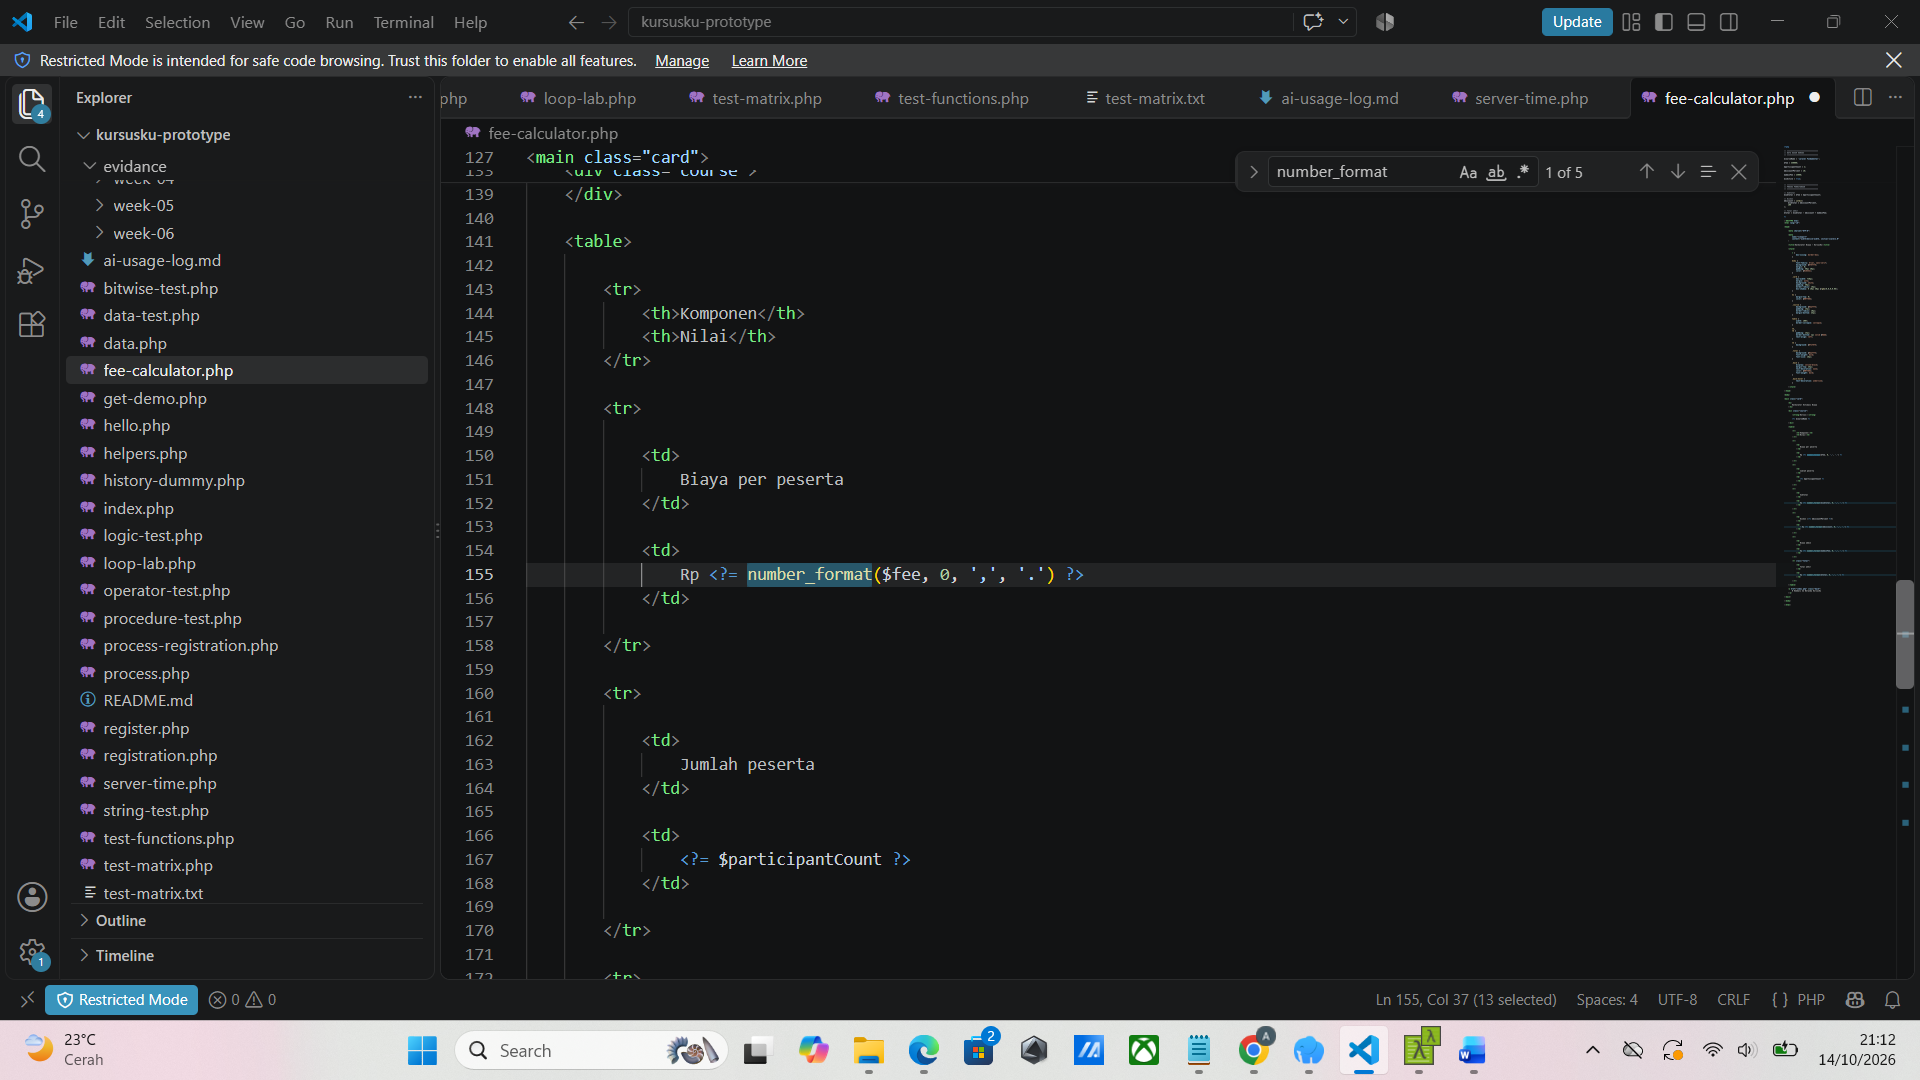 File Edit Selection View Go Run Terminal Help
kursusku-prototype
Update
Restricted Mode is intended for safe code browsing. Trust this folder to enable all features. Manage Learn More
Explorer
kursusku-prototype
evidance
week-04
week-05
week-06
ai-usage-log.md
bitwise-test.php
data-test.php
data.php
fee-calculator.php
get-demo.php
hello.php
helpers.php
history-dummy.php
index.php
logic-test.php
loop-lab.php
operator-test.php
procedure-test.php
process-registration.php
process.php
README.md
register.php
registration.php
server-time.php
string-test.php
test-functions.php
test-matrix.php
test-matrix.txt
Outline
Timeline
4
1
php loop-lab.php test-matrix.php test-functions.php test-matrix.txt ai-usage-log.md server-time.php fee-calculator.php
fee-calculator.php
number_format Aa ab .* 1 of 5
127 <main class="card">
133 <div class="course">
139 </div>
140
141 <table>
142
143 <tr>
144 <th>Komponen</th>
145 <th>Nilai</th>
146 </tr>
147
148 <tr>
149
150 <td>
151 Biaya per peserta
152 </td>
153
154 <td>
155 Rp <?= number_format($fee, 0, ',', '.') ?>
156 </td>
157
158 </tr>
159
160 <tr>
161
162 <td>
163 Jumlah peserta
164 </td>
165
166 <td>
167 <?= $participantCount ?>
168 </td>
169
170 </tr>
171
172 <tr>
Restricted Mode 0 0
Ln 155, Col 37 (13 selected) Spaces: 4 UTF-8 CRLF { } PHP
23°C
Cerah
Search
2
A
21:12
14/10/2026